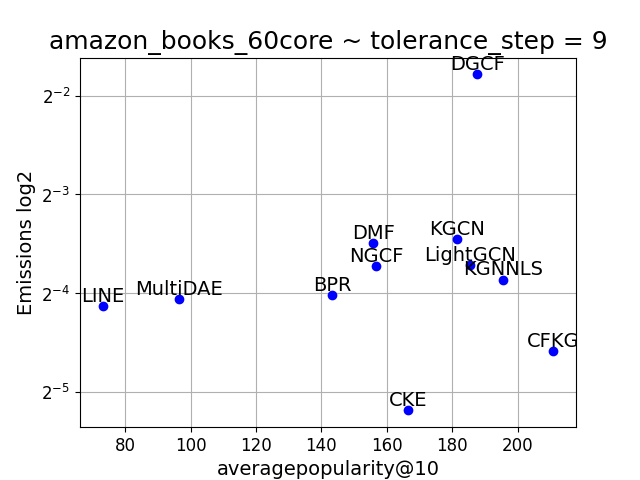 amazon_books_60core ~ tolerance_step = 9
DGCF
2⁻²
2⁻³
KGCN
DMF
LightGCN
NGCF
KGNNLS
2⁻⁴
BPR
MultiDAE
LINE
CFKG
2⁻⁵
CKE
Emissions log2
80 100 120 140 160 180 200
averagepopularity@10